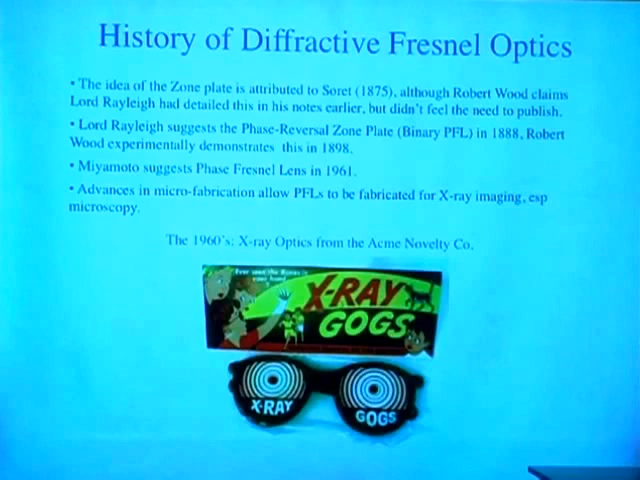 History of Diffractive Fresnel Optics
• The idea of the Zone plate is attributed to Soret (1875), although Robert Wood claims
Lord Rayleigh had detailed this in his notes earlier, but didn't feel the need to publish.
• Lord Rayleigh suggests the Phase-Reversal Zone Plate (Binary PFL) in 1888, Robert
Wood experimentally demonstrates this in 1898.
• Miyamoto suggests Phase Fresnel Lens in 1961.
• Advances in micro-fabrication allow PFLs to be fabricated for X-ray imaging, esp
microscopy.
The 1960's: X-ray Optics from the Acme Novelty Co.
X-RAY
GOGS
X-RAY
GOGS